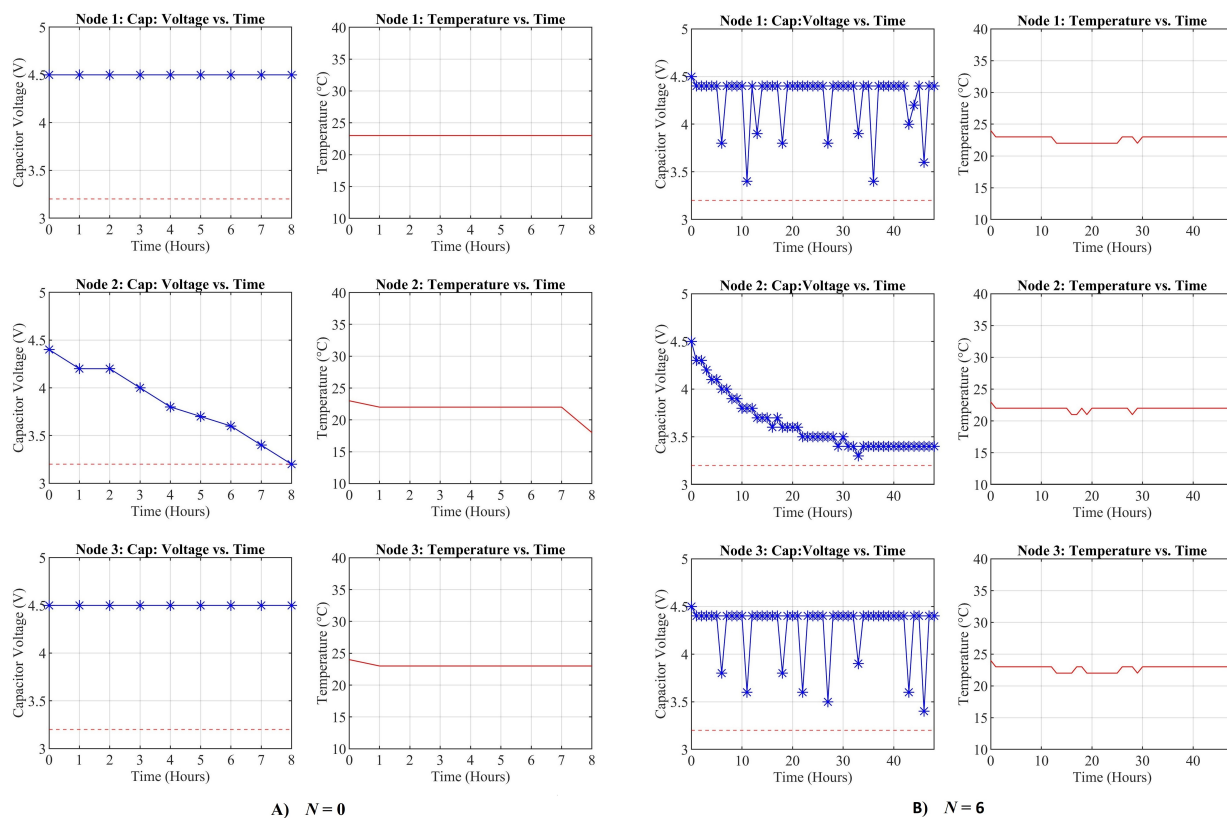 Node 1: Cap: Voltage vs. Time
5
4.5
4
3.5
3
Capacitor Voltage (V)
0 1 2 3 4 5 6 7 8
Time (Hours)
Node 1: Temperature vs. Time
40
35
30
25
20
15
10
Temperature (°C)
0 1 2 3 4 5 6 7 8
Time (Hours)
Node 1: Cap:Voltage vs. Time
5
4.5
4
3.5
3
Capacitor Voltage (V)
0 10 20 30 40
Time (Hours)
Node 1: Temperature vs. Time
40
35
30
25
20
15
10
Temperature (°C)
0 10 20 30 40
Time (Hours)
Node 2: Cap: Voltage vs. Time
5
4.5
4
3.5
3
Capacitor Voltage (V)
0 1 2 3 4 5 6 7 8
Time (Hours)
Node 2: Temperature vs. Time
40
35
30
25
20
15
10
Temperature (°C)
0 1 2 3 4 5 6 7 8
Time (Hours)
Node 2: Cap:Voltage vs. Time
5
4.5
4
3.5
3
Capacitor Voltage (V)
0 10 20 30 40
Time (Hours)
Node 2: Temperature vs. Time
40
35
30
25
20
15
10
Temperature (°C)
0 10 20 30 40
Time (Hours)
Node 3: Cap: Voltage vs. Time
5
4.5
4
3.5
3
Capacitor Voltage (V)
0 1 2 3 4 5 6 7 8
Time (Hours)
Node 3: Temperature vs. Time
40
35
30
25
20
15
10
Temperature (°C)
0 1 2 3 4 5 6 7 8
Time (Hours)
Node 3: Cap:Voltage vs. Time
5
4.5
4
3.5
3
Capacitor Voltage (V)
0 10 20 30 40
Time (Hours)
Node 3: Temperature vs. Time
40
35
30
25
20
15
10
Temperature (°C)
0 10 20 30 40
Time (Hours)
A) N = 0
B) N = 6